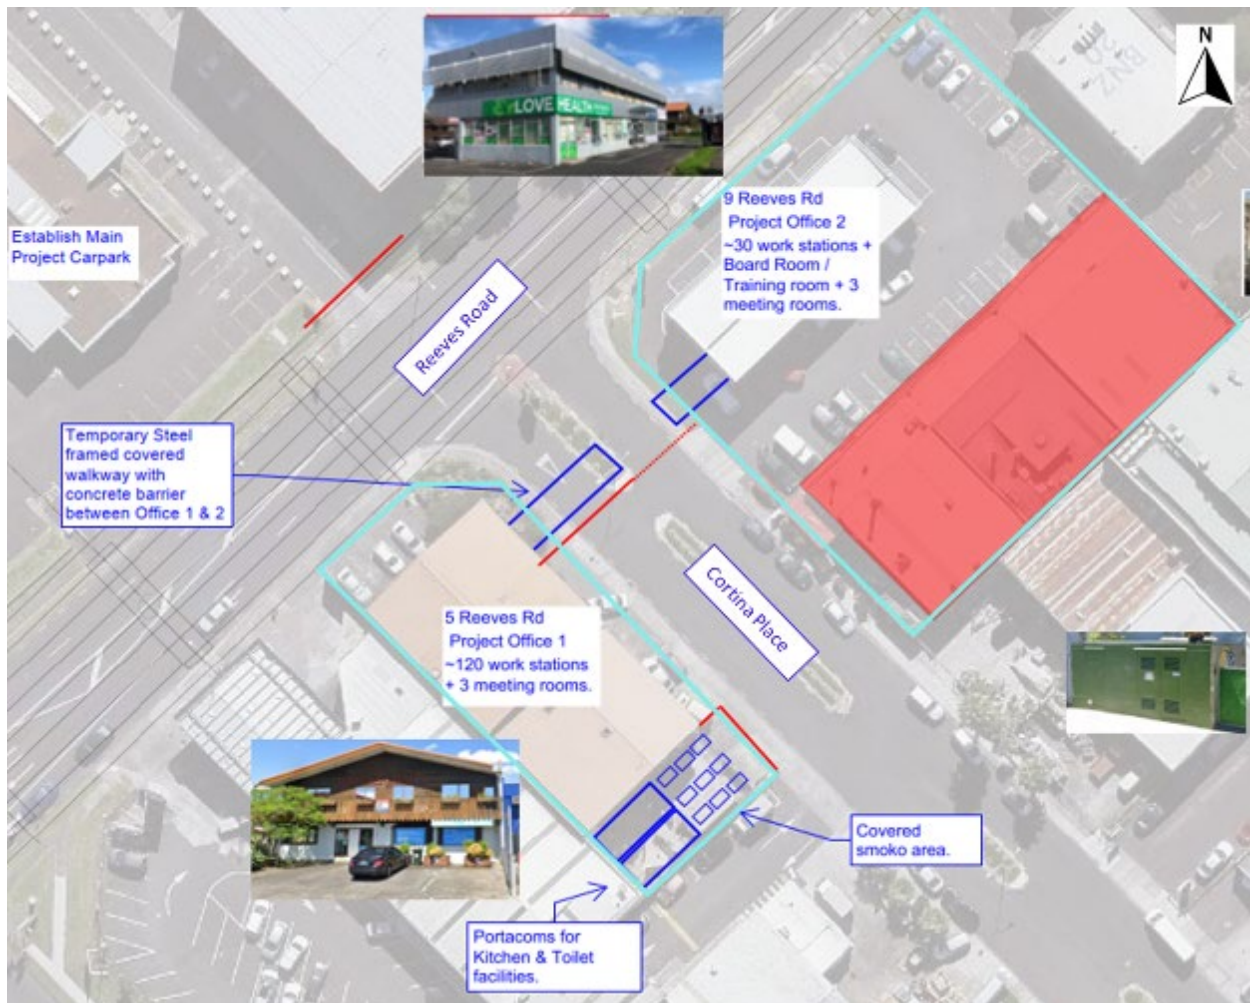 N
BNZ
LOVE HEALTH
9 Reeves Rd
Project Office 2
~30 work stations +
Board Room /
Training room + 3
meeting rooms.
Establish Main
Project Carpark
Reeves Road
Temporary Steel
framed covered
walkway with
concrete barrier
between Office 1 & 2
Cortina Place
5 Reeves Rd
Project Office 1
~120 work stations
+ 3 meeting rooms.
Covered
smoko area.
Portacoms for
Kitchen & Toilet
facilities.